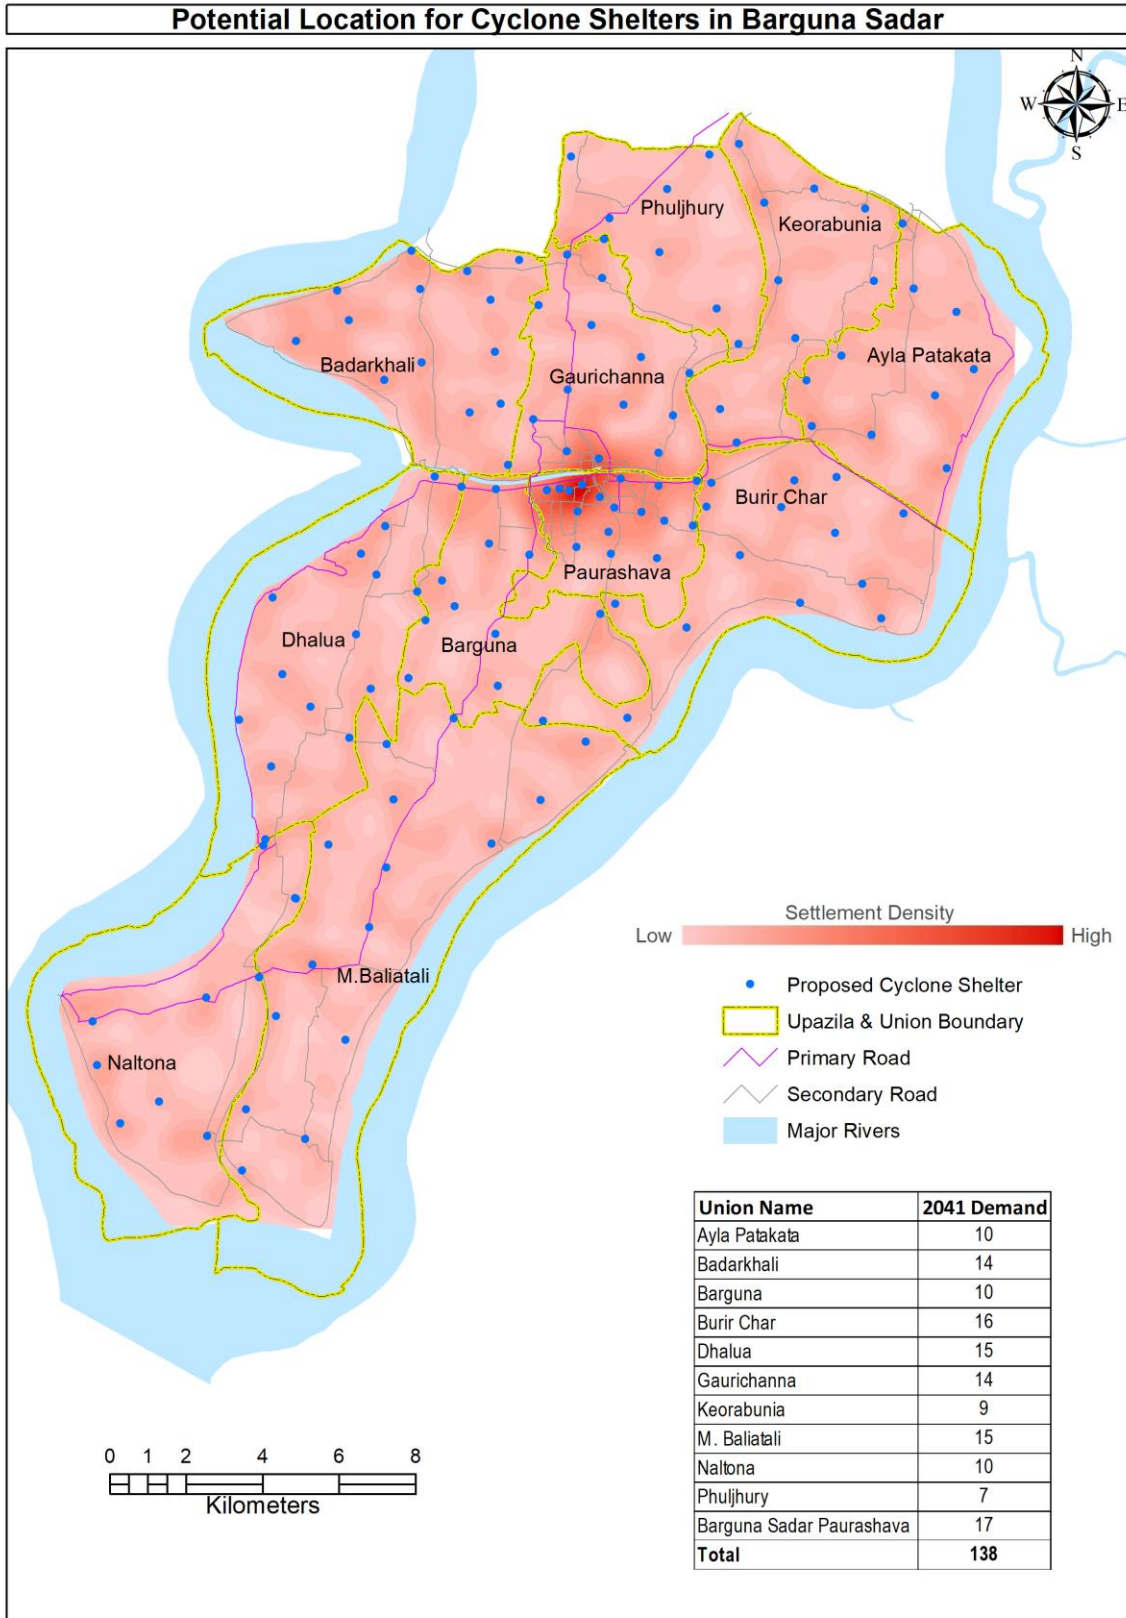 Potential Location for Cyclone Shelters in Barguna Sadar
N
W E
S
Phuljhury
Keorabunia
Badarkhali
Gaurichanna
Ayla Patakata
Burir Char
Paurashava
Dhalua
Barguna
M.Baliatali
Naltona
Settlement Density
Low High
Proposed Cyclone Shelter
Upazila & Union Boundary
Primary Road
Secondary Road
Major Rivers
Union Name 2041 Demand
Ayla Patakata 10
Badarkhali 14
Barguna 10
Burir Char 16
Dhalua 15
Gaurichanna 14
Keorabunia 9
M. Baliatali 15
Naltona 10
Phuljhury 7
Barguna Sadar Paurashava 17
Total 138
0 1 2 4 6 8
Kilometers